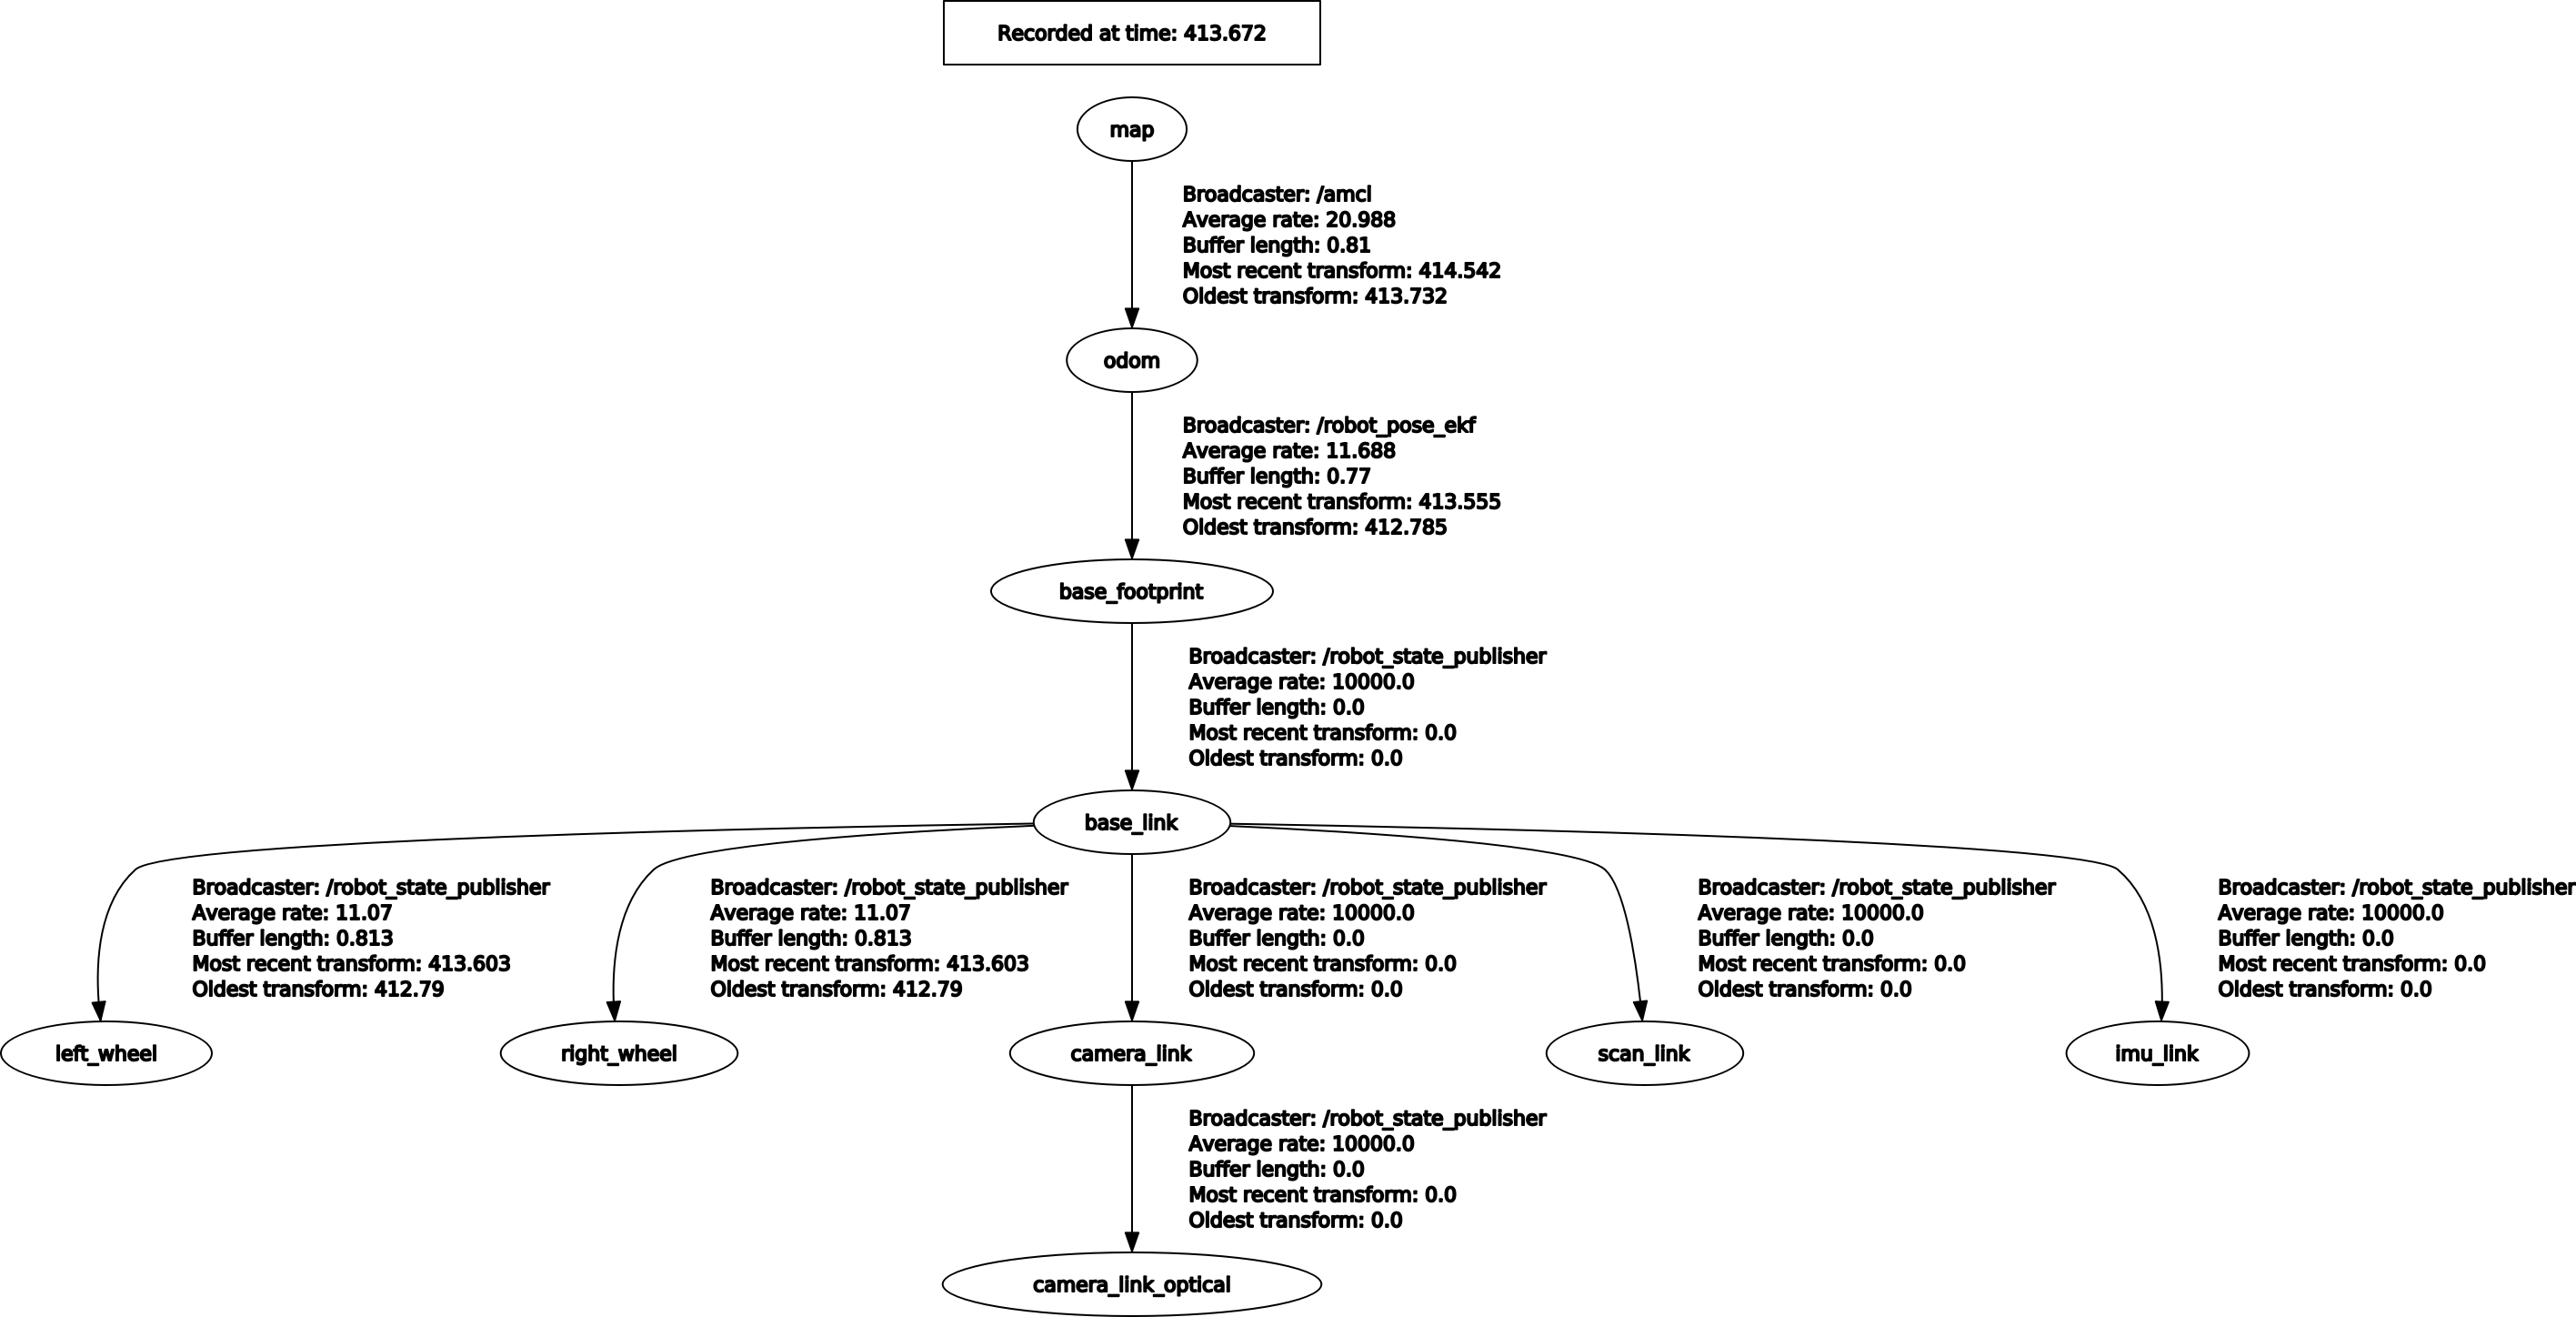 Recorded at time: 413.672
map
Broadcaster: /amcl
Average rate: 20.988
Buffer length: 0.81
Most recent transform: 414.542
Oldest transform: 413.732
odom
Broadcaster: /robot_pose_ekf
Average rate: 11.688
Buffer length: 0.77
Most recent transform: 413.555
Oldest transform: 412.785
base_footprint
Broadcaster: /robot_state_publisher
Average rate: 10000.0
Buffer length: 0.0
Most recent transform: 0.0
Oldest transform: 0.0
base_link
Broadcaster: /robot_state_publisher
Average rate: 11.07
Buffer length: 0.813
Most recent transform: 413.603
Oldest transform: 412.79
Broadcaster: /robot_state_publisher
Average rate: 11.07
Buffer length: 0.813
Most recent transform: 413.603
Oldest transform: 412.79
Broadcaster: /robot_state_publisher
Average rate: 10000.0
Buffer length: 0.0
Most recent transform: 0.0
Oldest transform: 0.0
Broadcaster: /robot_state_publisher
Average rate: 10000.0
Buffer length: 0.0
Most recent transform: 0.0
Oldest transform: 0.0
Broadcaster: /robot_state_publisher
Average rate: 10000.0
Buffer length: 0.0
Most recent transform: 0.0
Oldest transform: 0.0
left_wheel
right_wheel
camera_link
scan_link
imu_link
Broadcaster: /robot_state_publisher
Average rate: 10000.0
Buffer length: 0.0
Most recent transform: 0.0
Oldest transform: 0.0
camera_link_optical